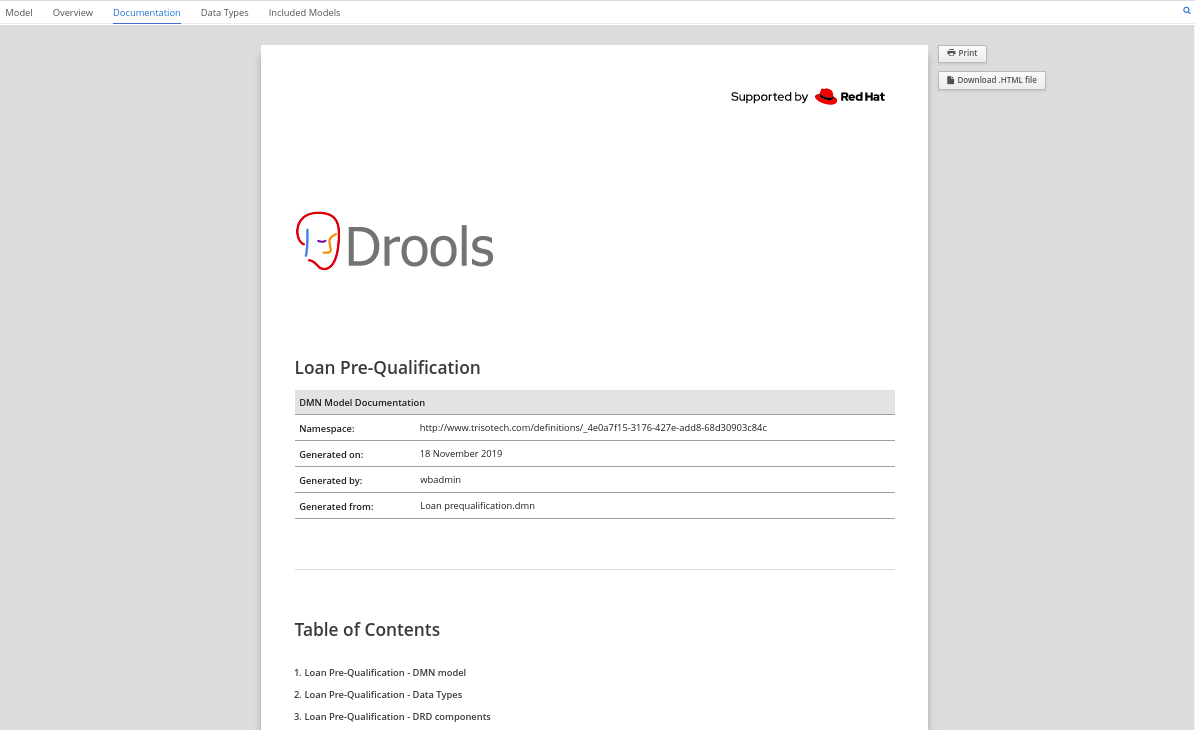 Model Overview Documentation Data Types Included Models
Print
Download .HTML file
Supported by Red Hat
Drools
Loan Pre-Qualification
DMN Model Documentation
Namespace: http://www.trisotech.com/definitions/_4e0a7f15-3176-427e-add8-68d30903c84c
Generated on: 18 November 2019
Generated by: wbadmin
Generated from: Loan prequalification.dmn
Table of Contents
1. Loan Pre-Qualification - DMN model
2. Loan Pre-Qualification - Data Types
3. Loan Pre-Qualification - DRD components